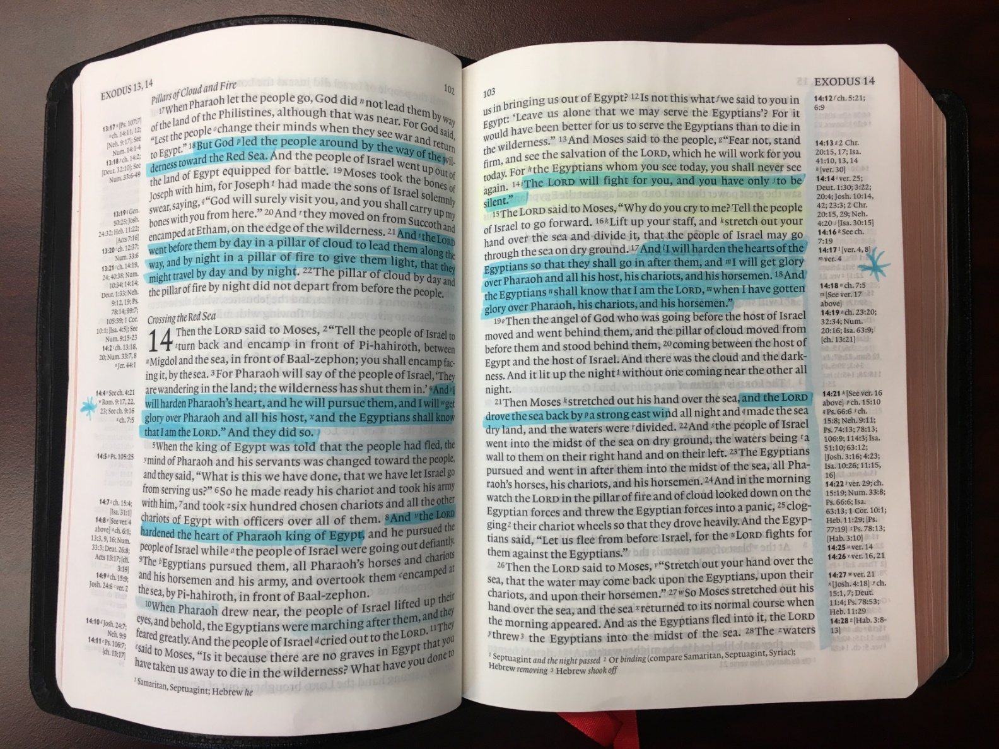 EXODUS 13, 14
102
Pillars of Cloud and Fire
17When Pharaoh let the people go, God did n not lead them by way
of the land of the Philistines, although that was near. For God said,
“Lest the people o change their minds when they see war and return
to Egypt.” 18But God p led the people around by the way of the wil-
derness toward the Red Sea. And the people of Israel went up out of
the land of Egypt equipped for battle. 19Moses took the bones of
Joseph with him, for Joseph1 had made the sons of Israel solemnly
swear, saying, q“God will surely visit you, and you shall carry up my
bones with you from here.” 20And r they moved on from Succoth and
encamped at Etham, on the edge of the wilderness. 21And s the LORD
went before them by day in a pillar of cloud to lead them along the
way, and by night in a pillar of fire to give them light, that they
might travel by day and by night. 22The pillar of cloud by day and
the pillar of fire by night did not depart from before the people.
Crossing the Red Sea
14 Then the LORD said to Moses, 2“Tell the people of Israel to
t turn back and encamp in front of Pi-hahiroth, between
u Migdol and the sea, in front of Baal-zephon; you shall encamp fac-
ing it, by the sea. 3For Pharaoh will say of the people of Israel, ‘They
are wandering in the land; the wilderness has shut them in.’ 4And v I
will harden Pharaoh’s heart, and he will pursue them, and I will w get
glory over Pharaoh and all his host, x and the Egyptians shall know
that I am the LORD.” And they did so.
5When the king of Egypt was told that the people had fled, the
y mind of Pharaoh and his servants was changed toward the people,
and they said, “What is this we have done, that we have let Israel go
from serving us?” 6So he made ready his chariot and took his army
with him, 7and took z six hundred chosen chariots and all the other
chariots of Egypt with officers over all of them. 8And v the LORD
hardened the heart of Pharaoh king of Egypt, and he pursued the
people of Israel while a the people of Israel were going out defiantly.
9The b Egyptians pursued them, all Pharaoh’s horses and chariots
and his horsemen and his army, and overtook them c encamped at
the sea, by Pi-hahiroth, in front of Baal-zephon.
10When Pharaoh drew near, the people of Israel lifted up their
eyes, and behold, the Egyptians were marching after them, and they
feared greatly. And the people of Israel d cried out to the LORD. 11They
e said to Moses, “Is it because there are no graves in Egypt that you
have taken us away to die in the wilderness? What have you done to
1 Samaritan, Septuagint; Hebrew he
13:17 n [Ps. 107:7]
o ch. 14:11, 12;
[Neh. 9:17]; See
Num. 14:1-4
13:18 p ch. 14:2;
[Deut. 32:10]; See
Num. 33:6-49
13:19 q Gen.
50:25; Josh.
24:32; Heb. 11:22;
[Acts 7:16]
13:20 r ch. 12:37;
Num. 33:6
13:21 s ch. 14:19,
24; 40:38; Num.
10:34; 14:14;
Deut. 1:33; Neh.
9:12, 19; Ps.
78:14; 99:7;
105:39; 1 Cor.
10:1; [Isa. 4:5]; See
Num. 9:15-23
14:2 t ch. 13:18,
20; Num. 33:7, 8
u Jer. 44:1
14:4 v See ch. 4:21
w Rom. 9:17, 22,
23; See ch. 9:16
x ch. 7:5
14:5 y Ps. 105:25
14:7 z ch. 15:4;
[Isa. 31:1]
14:8 v [See ver. 4
above] a ch. 6:1;
13:3, 9, 16; Num.
33:3; Deut. 26:8;
Acts 13:17; [ch.
3:19]
14:9 b ch. 15:9;
Josh. 24:6 c ver. 2
14:10 d Josh. 24:7;
Neh. 9:9
14:11 e Ps. 106:7;
[ch. 13:17]
103
EXODUS 14
us in bringing us out of Egypt? 12Is not this what f we said to you in
Egypt: ‘Leave us alone that we may serve the Egyptians’? For it
would have been better for us to serve the Egyptians than to die in
the wilderness.” 13And Moses said to the people, g“Fear not, stand
firm, and see the salvation of the LORD, which he will work for you
today. For h the Egyptians whom you see today, you shall never see
again. 14 i The LORD will fight for you, and you have only j to be
silent.”
15The LORD said to Moses, “Why do you cry to me? Tell the people
of Israel to go forward. 16 k Lift up your staff, and k stretch out your
hand over the sea and divide it, that the people of Israel may go
through the sea on dry ground. 17And l I will harden the hearts of the
Egyptians so that they shall go in after them, and m I will get glory
over Pharaoh and all his host, his chariots, and his horsemen. 18And
the Egyptians n shall know that I am the LORD, m when I have gotten
glory over Pharaoh, his chariots, and his horsemen.”
19 o Then the angel of God who was going before the host of Israel
moved and went behind them, and the pillar of cloud moved from
before them and stood behind them, 20coming between the host of
Egypt and the host of Israel. And there was the cloud and the dark-
ness. And it lit up the night1 without one coming near the other all
night.
21Then Moses k stretched out his hand over the sea, and the LORD
drove the sea back by p a strong east wind all night and q made the sea
dry land, and the waters were r divided. 22And s the people of Israel
went into the midst of the sea on dry ground, the waters being t a
wall to them on their right hand and on their left. 23The Egyptians
pursued and went in after them into the midst of the sea, all Pha-
raoh’s horses, his chariots, and his horsemen. 24And in the morning
watch the LORD in the pillar of fire and of cloud looked down on the
Egyptian forces and threw the Egyptian forces into a panic, 25clog-
ging2 their chariot wheels so that they drove heavily. And the Egyp-
tians said, “Let us flee from before Israel, for the u LORD fights for
them against the Egyptians.”
26Then the LORD said to Moses, v“Stretch out your hand over the
sea, that the water may come back upon the Egyptians, upon their
chariots, and upon their horsemen.” 27 w So Moses stretched out his
hand over the sea, and the sea x returned to its normal course when
the morning appeared. And as the Egyptians fled into it, the LORD
y threw3 the Egyptians into the midst of the sea. 28The z waters
1 Septuagint and the night passed 2 Or binding (compare Samaritan, Septuagint, Syriac);
Hebrew removing 3 Hebrew shook off
14:12 f ch. 5:21;
6:9
14:13 g 2 Chr.
20:15, 17; Isa.
41:10, 13, 14
h [ver. 30]
14:14 i ver. 25;
Deut. 1:30; 3:22;
20:4; Josh. 10:14,
42; 23:3; 2 Chr.
20:15, 29; Neh.
4:20 j [Isa. 30:15]
14:16 k See ch.
7:19
14:17 l [ver. 4, 8]
m ver. 4
14:18 n ch. 7:5
m [See ver. 17
above]
14:19 o ch. 23:20;
32:34; Num.
20:16; Isa. 63:9;
[ch. 13:21]
14:21 k [See ver. 16
above] p ch. 15:10
q Ps. 66:6 r ch.
15:8; Neh. 9:11;
Ps. 74:13; 78:13;
106:9; 114:3; Isa.
51:10; 63:12;
[Josh. 3:16; 4:23;
Isa. 10:26; 11:15,
16]
14:22 s ver. 29; ch.
15:19; Num. 33:8;
Ps. 66:6; Isa.
63:13; 1 Cor. 10:1;
Heb. 11:29; [Ps.
77:19] t Ps. 78:13;
[Hab. 3:10]
14:25 u ver. 14
14:26 v ver. 16, 21
14:27 w ver. 21
x [Josh. 4:18] y ch.
15:1, 7; Deut.
11:4; Ps. 78:53;
Heb. 11:29
14:28 z [Hab. 3:8-
13]